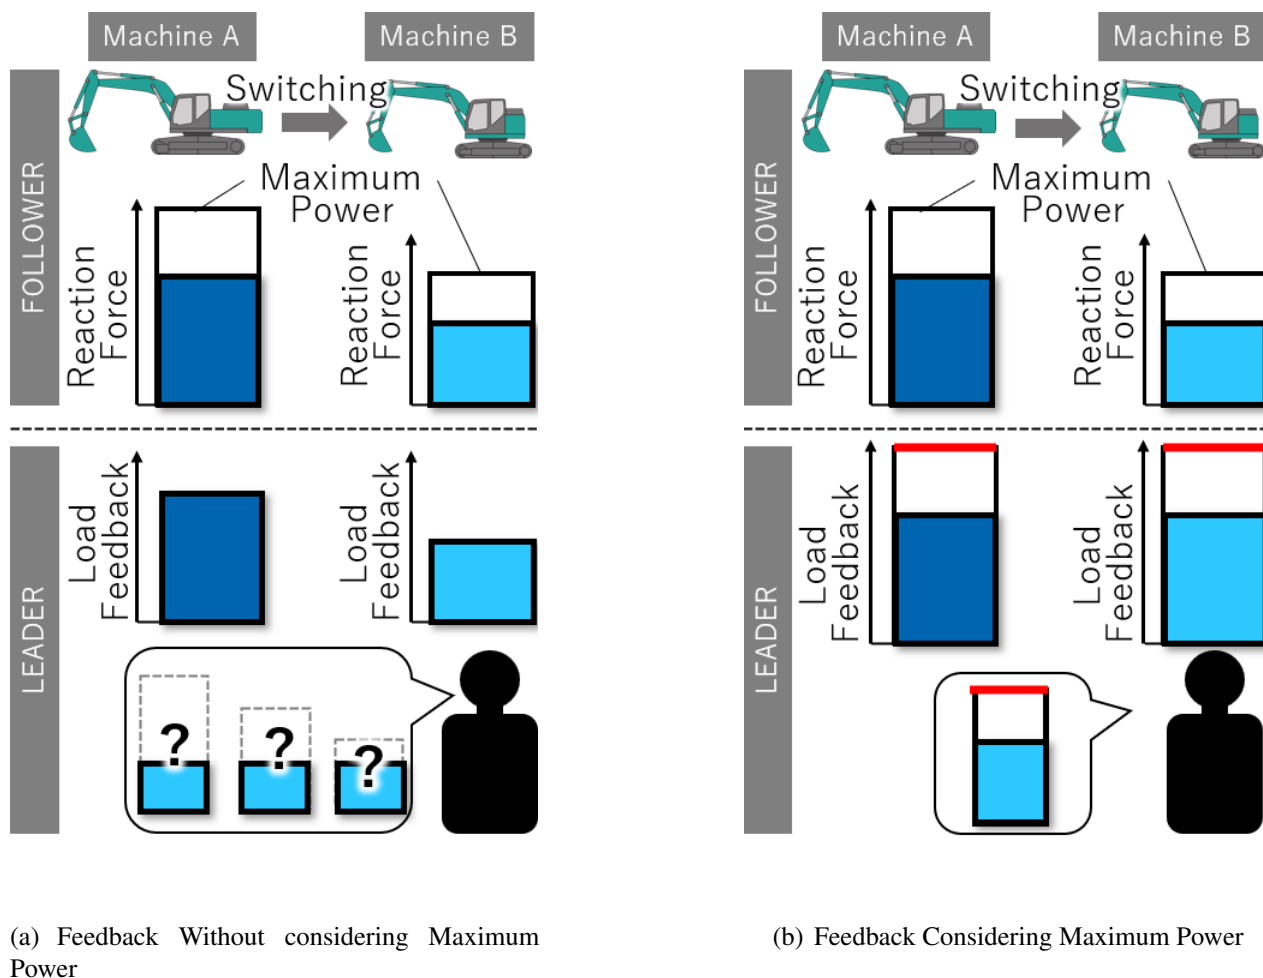 Machine A
Machine B
Switching
FOLLOWER
Maximum
Power
Reaction
Force
Reaction
Force
LEADER
Load
Feedback
Load
Feedback
?
?
?
(a) Feedback Without considering Maximum
Power
Machine A
Machine B
Switching
FOLLOWER
Maximum
Power
Reaction
Force
Reaction
Force
LEADER
Load
Feedback
Load
Feedback
(b) Feedback Considering Maximum Power